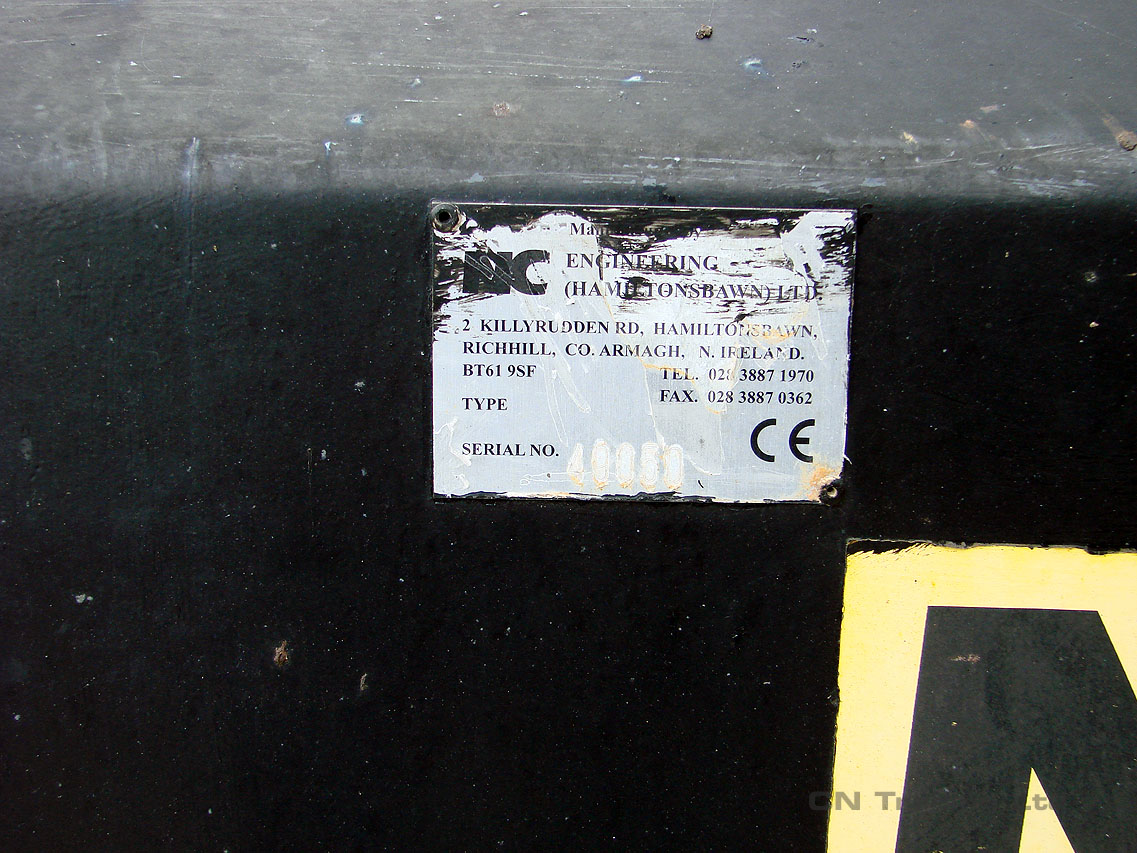 NC ENGINEERING
(HAMILTONSBAWN) LTD.
2 KILLYRUDDEN RD, HAMILTONSBAWN,
RICHHILL, CO. ARMAGH, N. IRELAND.
BT61 9SF TEL. 028 3887 1970
FAX. 028 3887 0362
TYPE
SERIAL NO.
CE